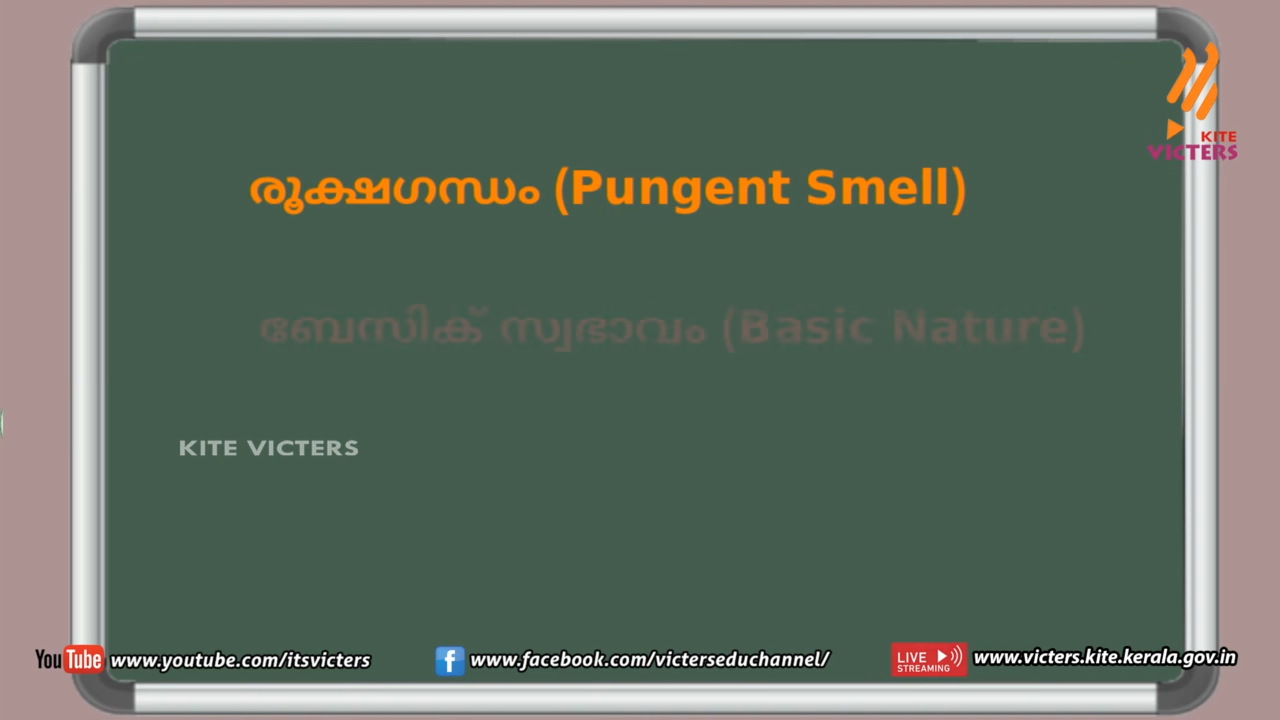 KITE
VICTERS
രൂക്ഷഗന്ധം (Pungent Smell)
ബേസിക് സ്വഭാവം (Basic Nature)
KITE VICTERS
YouTube www.youtube.com/itsvicters
f www.facebook.com/victerseduchannel/
LIVE STREAMING www.victers.kite.kerala.gov.in